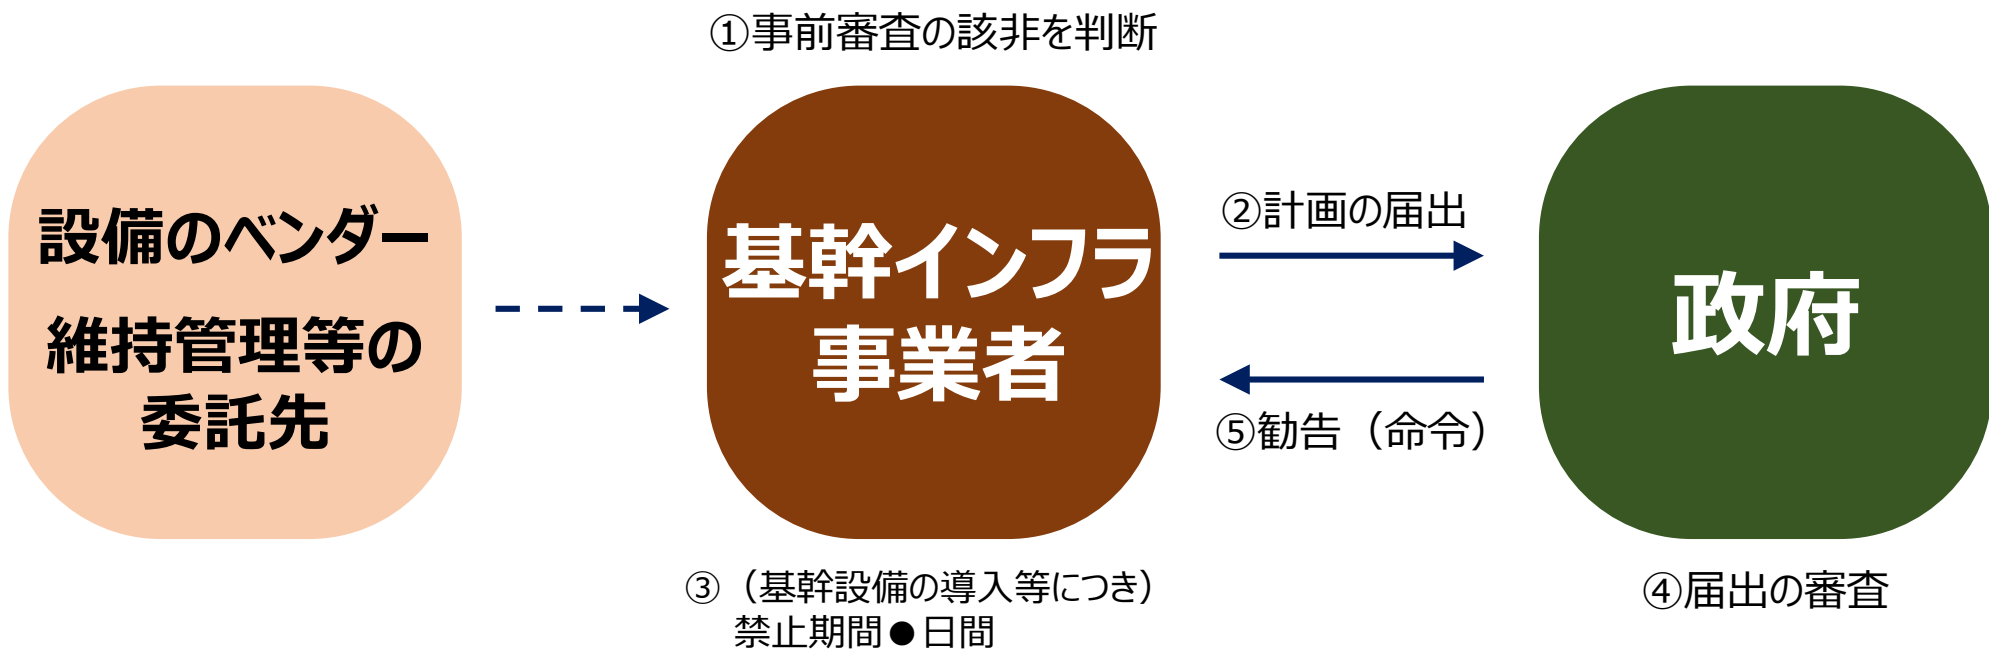 ①事前審査の該非を判断
設備のベンダー
維持管理等の
委託先
基幹インフラ
事業者
②計画の届出
⑤勧告（命令）
政府
③（基幹設備の導入等につき）
禁止期間●日間
④届出の審査